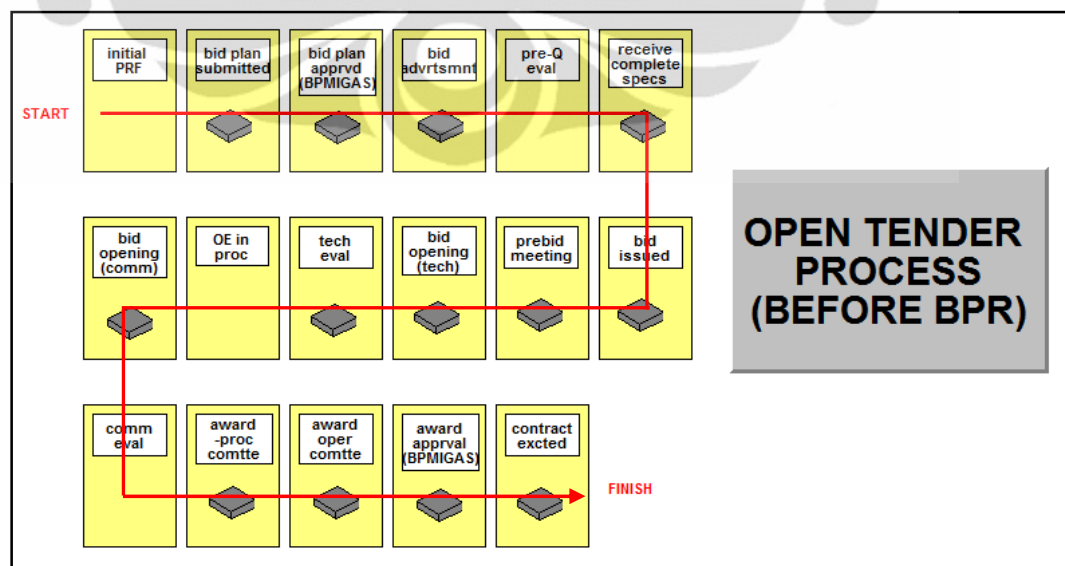 initial
PRF
bid plan
submitted
bid plan
apprvd
(BPMIGAS)
bid
advrtsmnt
pre-Q
eval
receive
complete
specs
START
bid
opening
(comm)
OE in
proc
tech
eval
bid
opening
(tech)
prebid
meeting
bid
issued
OPEN TENDER
PROCESS
(BEFORE BPR)
comm
eval
award
-proc
comtte
award
oper
comtte
award
apprval
(BPMIGAS)
contract
excted
FINISH